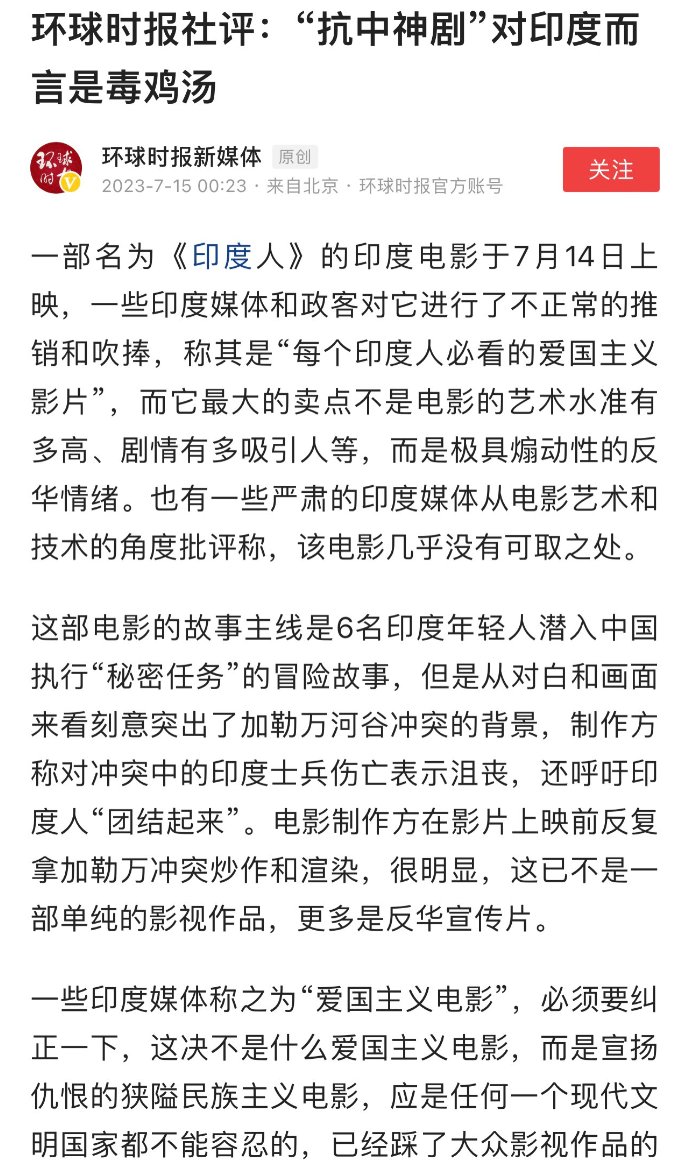 环球时报社评：“抗中神剧”对印度而
言是毒鸡汤
环球时
环球时报新媒体 原创
2023-7-15 00:23 · 来自北京 · 环球时报官方账号
关注
一部名为《印度人》的印度电影于7月14日上
映，一些印度媒体和政客对它进行了不正常的推
销和吹捧，称其是“每个印度人必看的爱国主义
影片”，而它最大的卖点不是电影的艺术水准有
多高、剧情有多吸引人等，而是极具煽动性的反
华情绪。也有一些严肃的印度媒体从电影艺术和
技术的角度批评称，该电影几乎没有可取之处。
这部电影的故事主线是6名印度年轻人潜入中国
执行“秘密任务”的冒险故事，但是从对白和画面
来看刻意突出了加勒万河谷冲突的背景，制作方
称对冲突中的印度士兵伤亡表示沮丧，还呼吁印
度人“团结起来”。电影制作方在影片上映前反复
拿加勒万冲突炒作和渲染，很明显，这已不是一
部单纯的影视作品，更多是反华宣传片。
一些印度媒体称之为“爱国主义电影”，必须要纠
正一下，这决不是什么爱国主义电影，而是宣扬
仇恨的狭隘民族主义电影，应是任何一个现代文
明国家都不能容忍的，已经踩了大众影视作品的